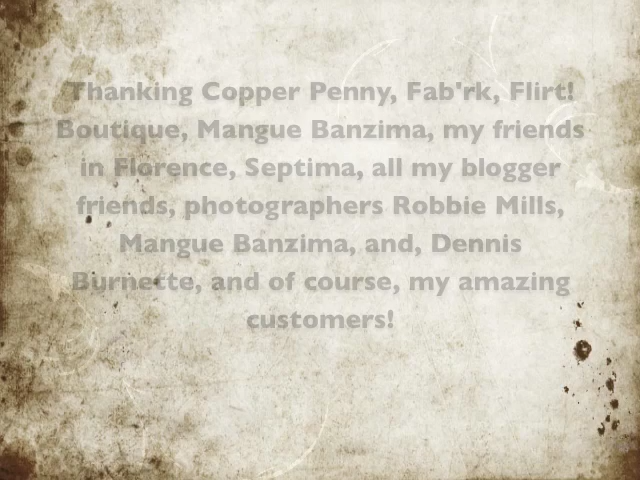 Thanking Copper Penny, Fab'rk, Flirt!
Boutique, Mangue Banzima, my friends
in Florence, Septima, all my blogger
friends, photographers Robbie Mills,
Mangue Banzima, and, Dennis
Burnette, and of course, my amazing
customers!